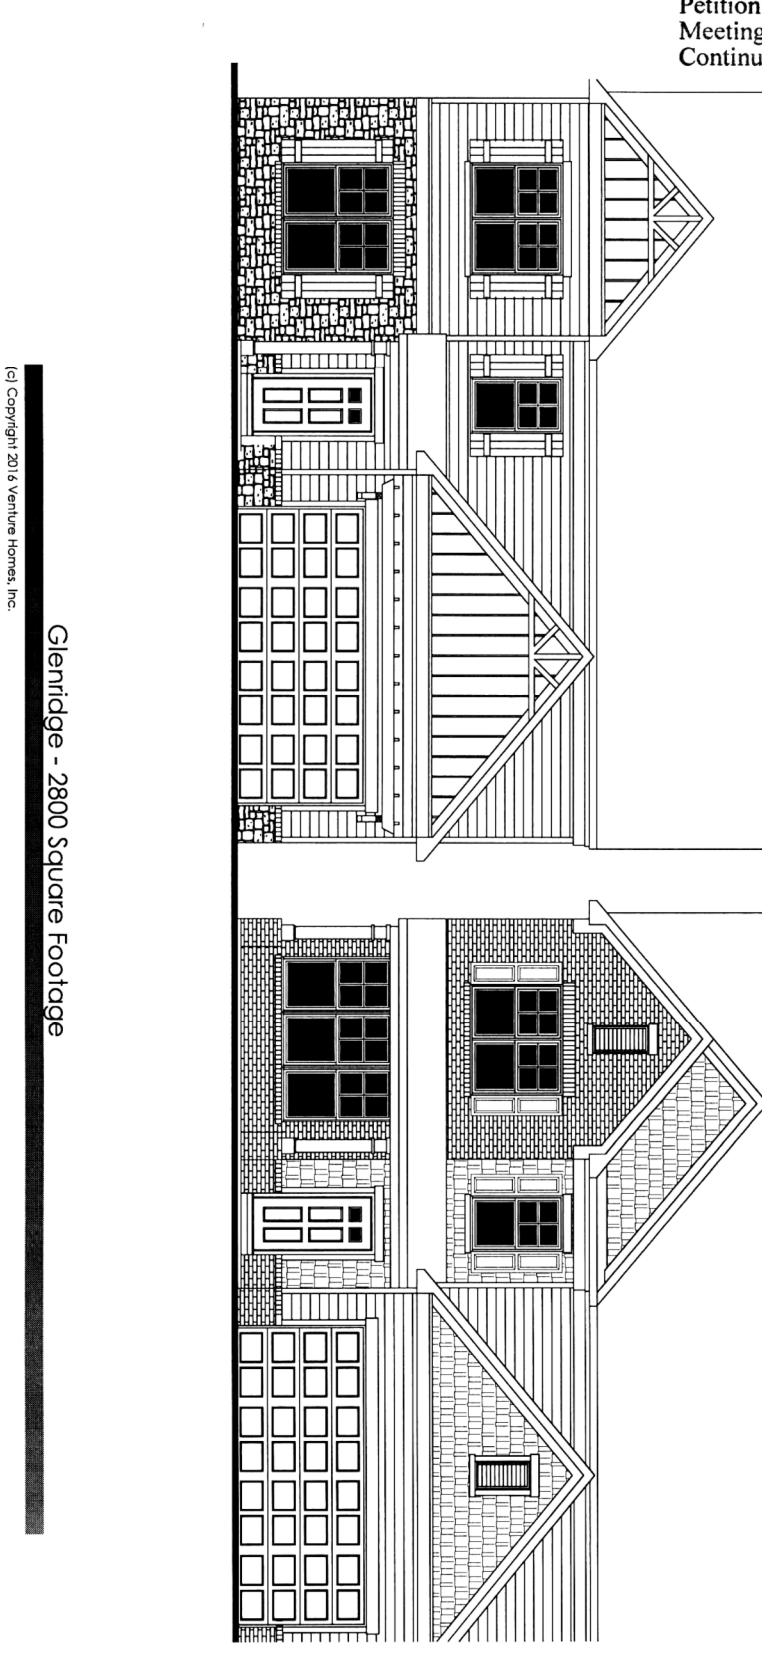 Petition
Meeting
Continu
Glenridge - 2800 Square Footage
(c) Copyright 2016 Venture Homes, Inc.